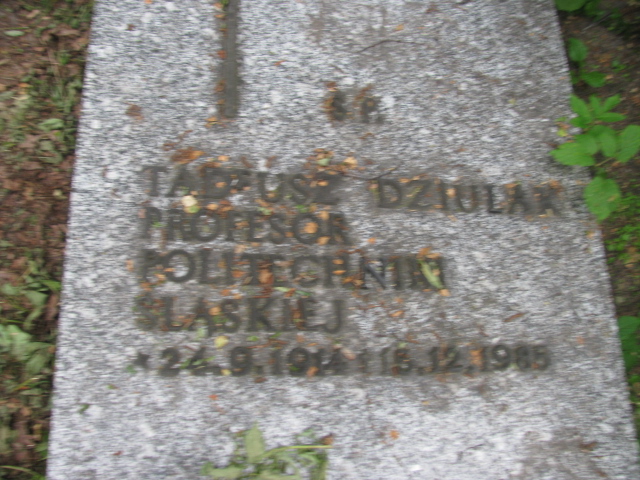 Ś.P.
TADEUSZ DZIULAK
PROFESOR
POLITECHNIKI
ŚLĄSKIEJ
* 24.9.1914 † 15.12.1985